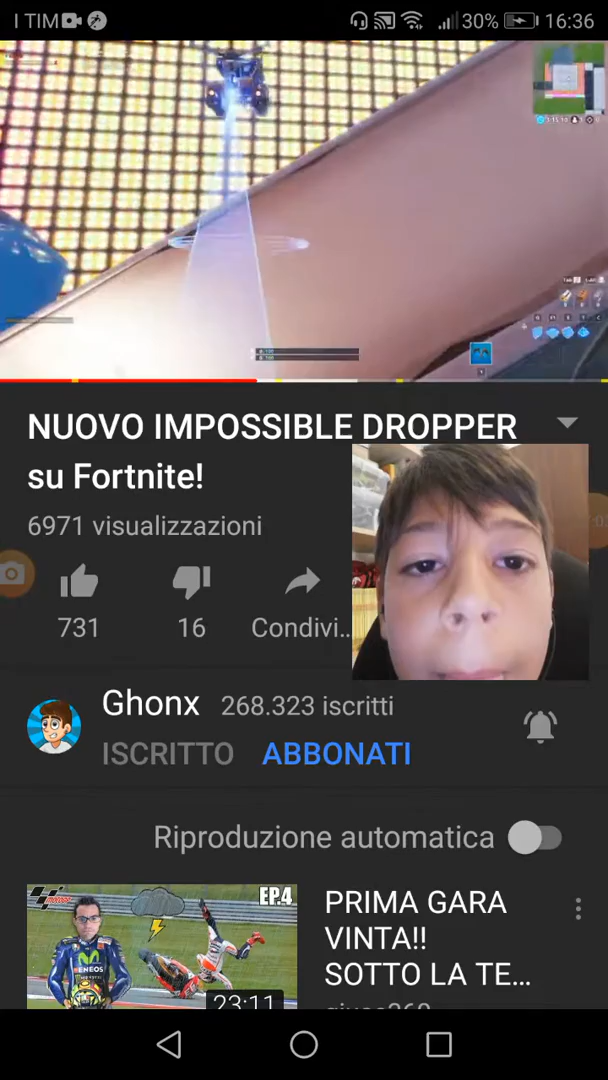 I TIM 30% 16:36
NUOVO IMPOSSIBLE DROPPER
su Fortnite!
6971 visualizzazioni
731 16 Condivi..
Ghonx 268.323 iscritti
ISCRITTO ABBONATI
Riproduzione automatica
EP.4
ENEOS
23:11
PRIMA GARA
VINTA!!
SOTTO LA TE...